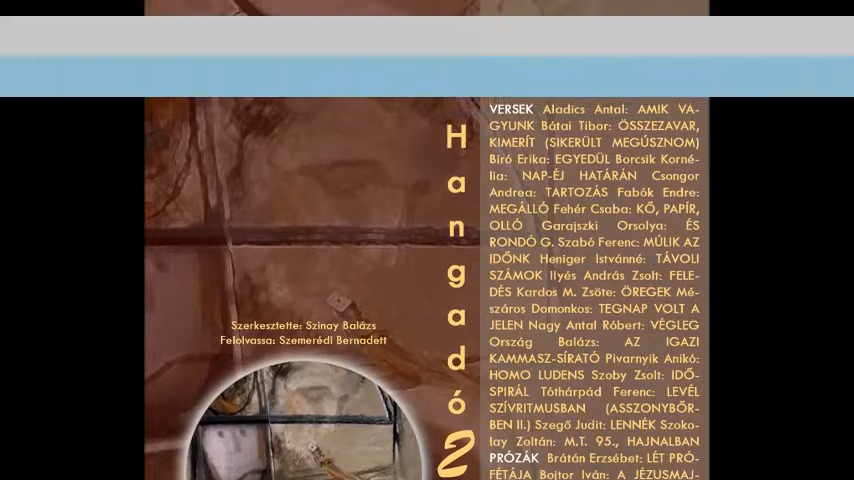 Szerkesztette: Szinay Balázs
Felolvassa: Szemerédi Bernadett
H
a
n
g
a
d
ó
2
VERSEK Aladics Antal: AMIK VA-
GYUNK Bátai Tibor: ÖSSZEZAVAR,
KIMERÍT (SIKERÜLT MEGÚSZNOM)
Bíró Erika: EGYEDÜL Borcsik Korné-
lia: NAP-ÉJ HATÁRÁN Csongor
Andrea: TARTOZÁS Fabók Endre:
MEGÁLLÓ Fehér Csaba: KŐ, PAPÍR,
OLLÓ Garajszki Orsolya: ÉS
RONDÓ G. Szabó Ferenc: MÚLIK AZ
IDŐNK Heniger Istvánné: TÁVOLI
SZÁMOK Ilyés András Zsolt: FELE-
DÉS Kardos M. Zsöte: ÖREGEK Mé-
száros Domonkos: TEGNAP VOLT A
JELEN Nagy Antal Róbert: VÉGLEG
Ország Balázs: AZ IGAZI
KAMMASZ-SÍRATÓ Pivarnyik Anikó:
HOMO LUDENS Szoby Zsolt: IDŐ-
SPIRÁL Tóthárpád Ferenc: LEVÉL
SZÍVRITMUSBAN (ASSZONYBŐR-
BEN II.) Szegő Judit: LENNÉK Szoko-
lay Zoltán: M.T. 95., HAJNALBAN
PRÓZÁK Brátán Erzsébet: LÉT PRÓ-
FÉTÁJA Bojtor Iván: A JÉZUSMAJ-